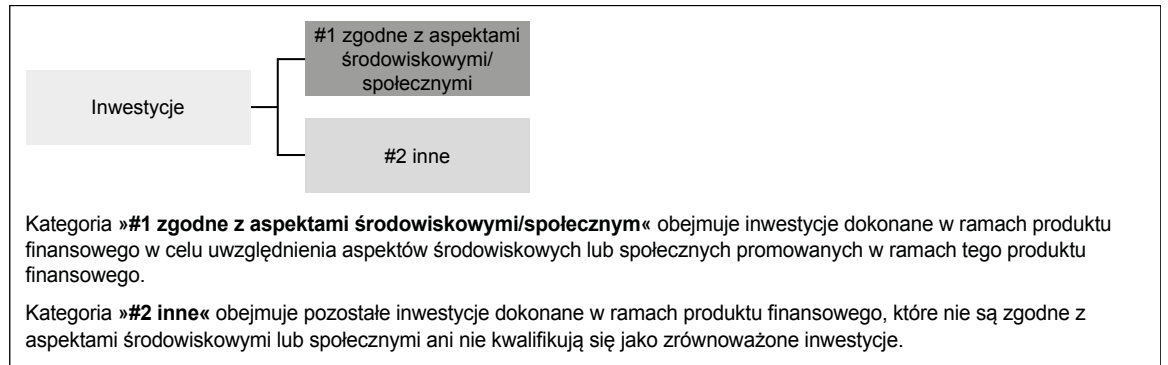 #1 zgodne z aspektami
środowiskowymi/
społecznymi
Inwestycje
#2 inne
Kategoria »#1 zgodne z aspektami środowiskowymi/społecznym« obejmuje inwestycje dokonane w ramach produktu
finansowego w celu uwzględnienia aspektów środowiskowych lub społecznych promowanych w ramach tego produktu
finansowego.
Kategoria »#2 inne« obejmuje pozostałe inwestycje dokonane w ramach produktu finansowego, które nie są zgodne z
aspektami środowiskowymi lub społecznymi ani nie kwalifikują się jako zrównoważone inwestycje.